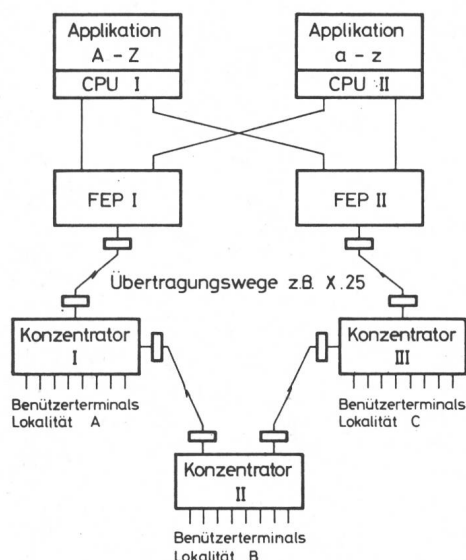 Applikation
A – Z
CPU I
Applikation
a – z
CPU II
FEP I
FEP II
Übertragungswege z.B. X.25
Konzentrator
I
Konzentrator
III
Benützerterminals
Lokalität A
Benützerterminals
Lokalität C
Konzentrator
II
Benützerterminals
Lokalität B